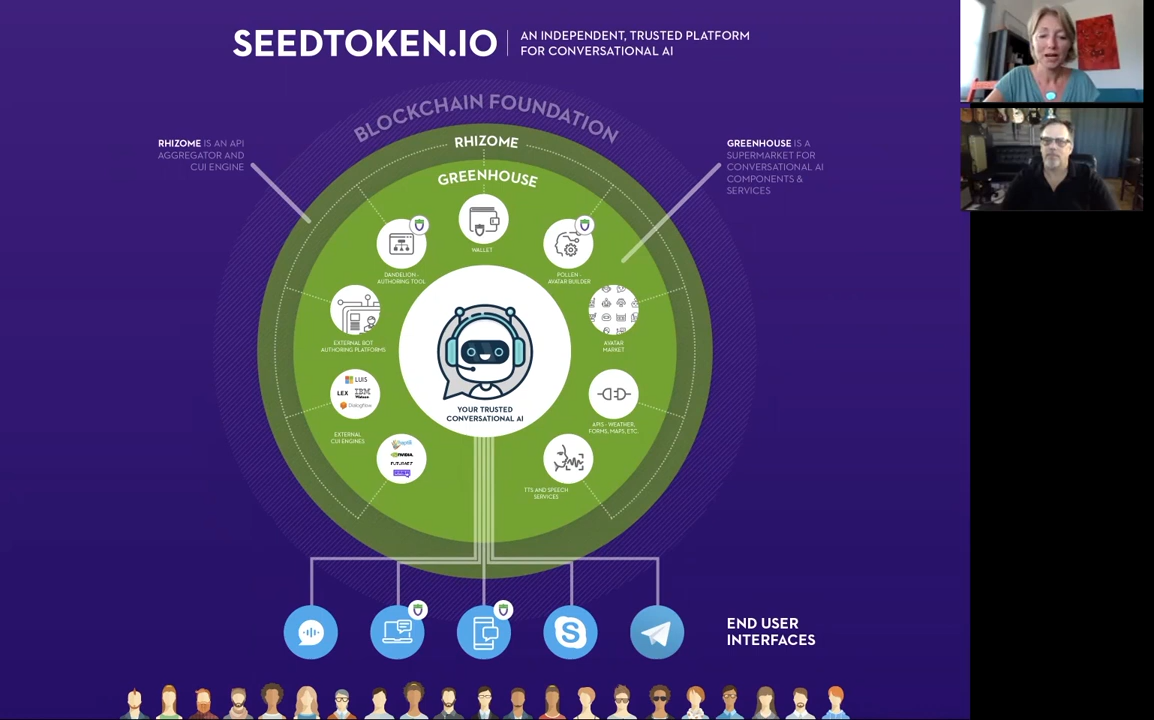 SEEDTOKEN.IO
AN INDEPENDENT, TRUSTED PLATFORM
FOR CONVERSATIONAL AI
BLOCKCHAIN FOUNDATION
RHIZOME
GREENHOUSE
RHIZOME IS AN API
AGGREGATOR AND
CUI ENGINE
GREENHOUSE IS A
SUPERMARKET FOR
CONVERSATIONAL AI
COMPONENTS &
SERVICES
WALLET
DANDELION -
AUTHORING TOOL
POLLEN -
AVATAR BUILDER
EXTERNAL BOT
AUTHORING PLATFORMS
AVATAR
MARKET
LUIS
LEX
IBM
Watson
Dialogflow
APIS - WEATHER,
FORMS, MAPS, ETC.
YOUR TRUSTED
CONVERSATIONAL AI
EXTERNAL
CUI ENGINES
NVIDIA
TTS AND SPEECH
SERVICES
S
END USER
INTERFACES